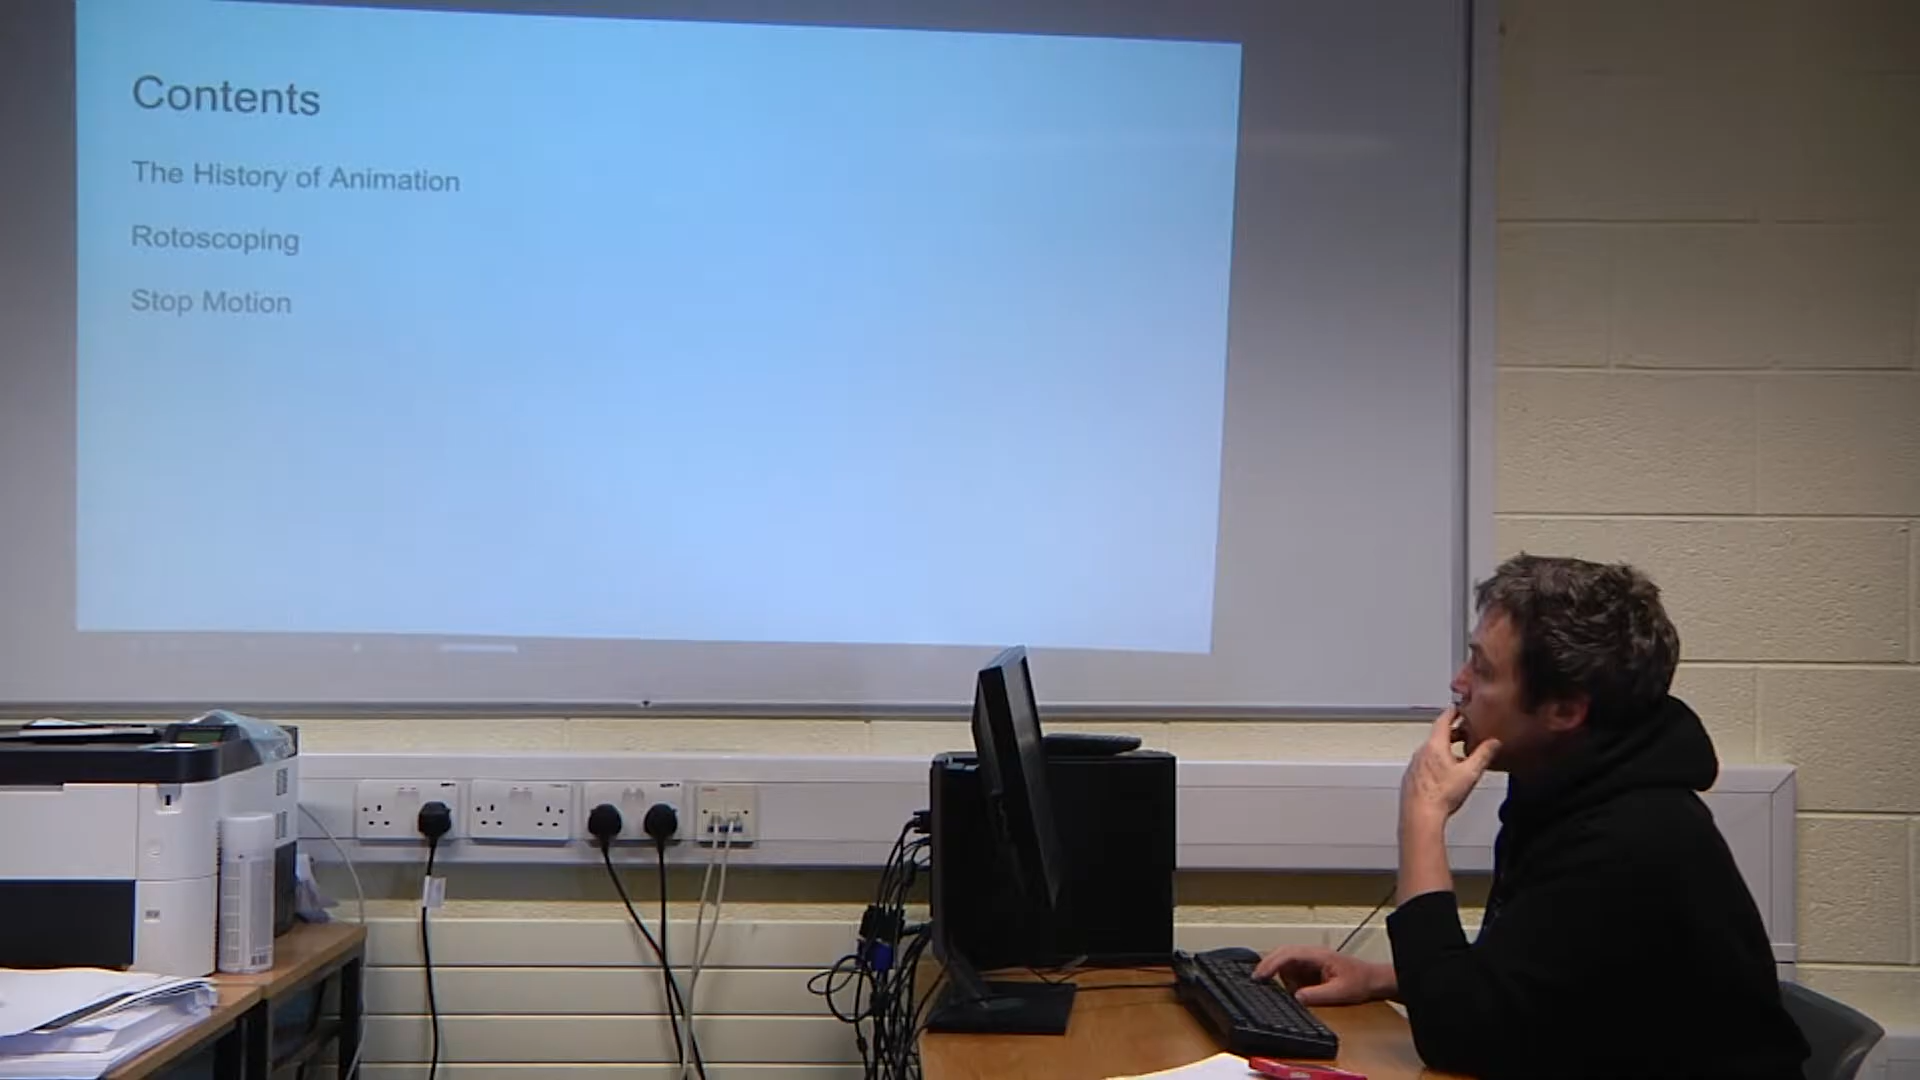 Contents
The History of Animation
Rotoscoping
Stop Motion